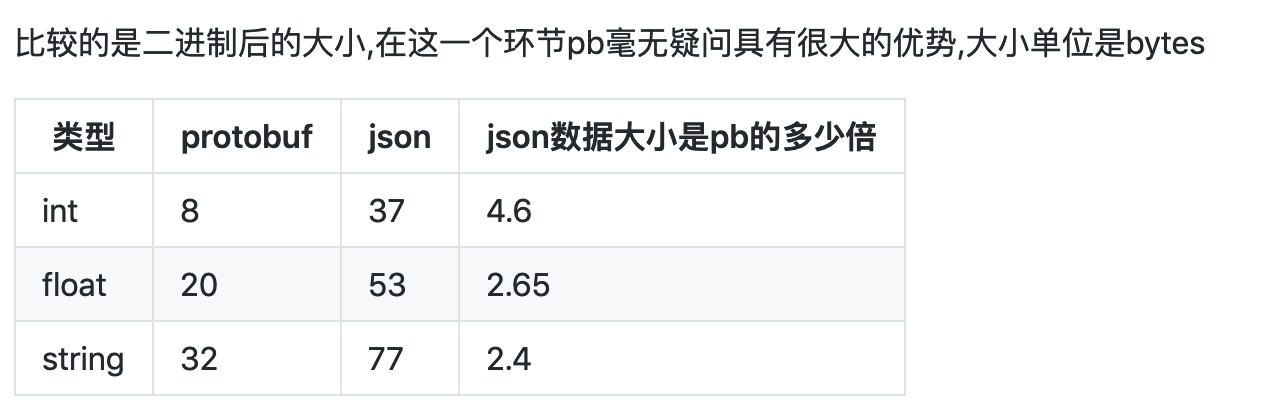 比较的是二进制后的大小,在这一个环节pb毫无疑问具有很大的优势,大小单位是bytes
类型 protobuf json json数据大小是pb的多少倍
int 8 37 4.6
float 20 53 2.65
string 32 77 2.4